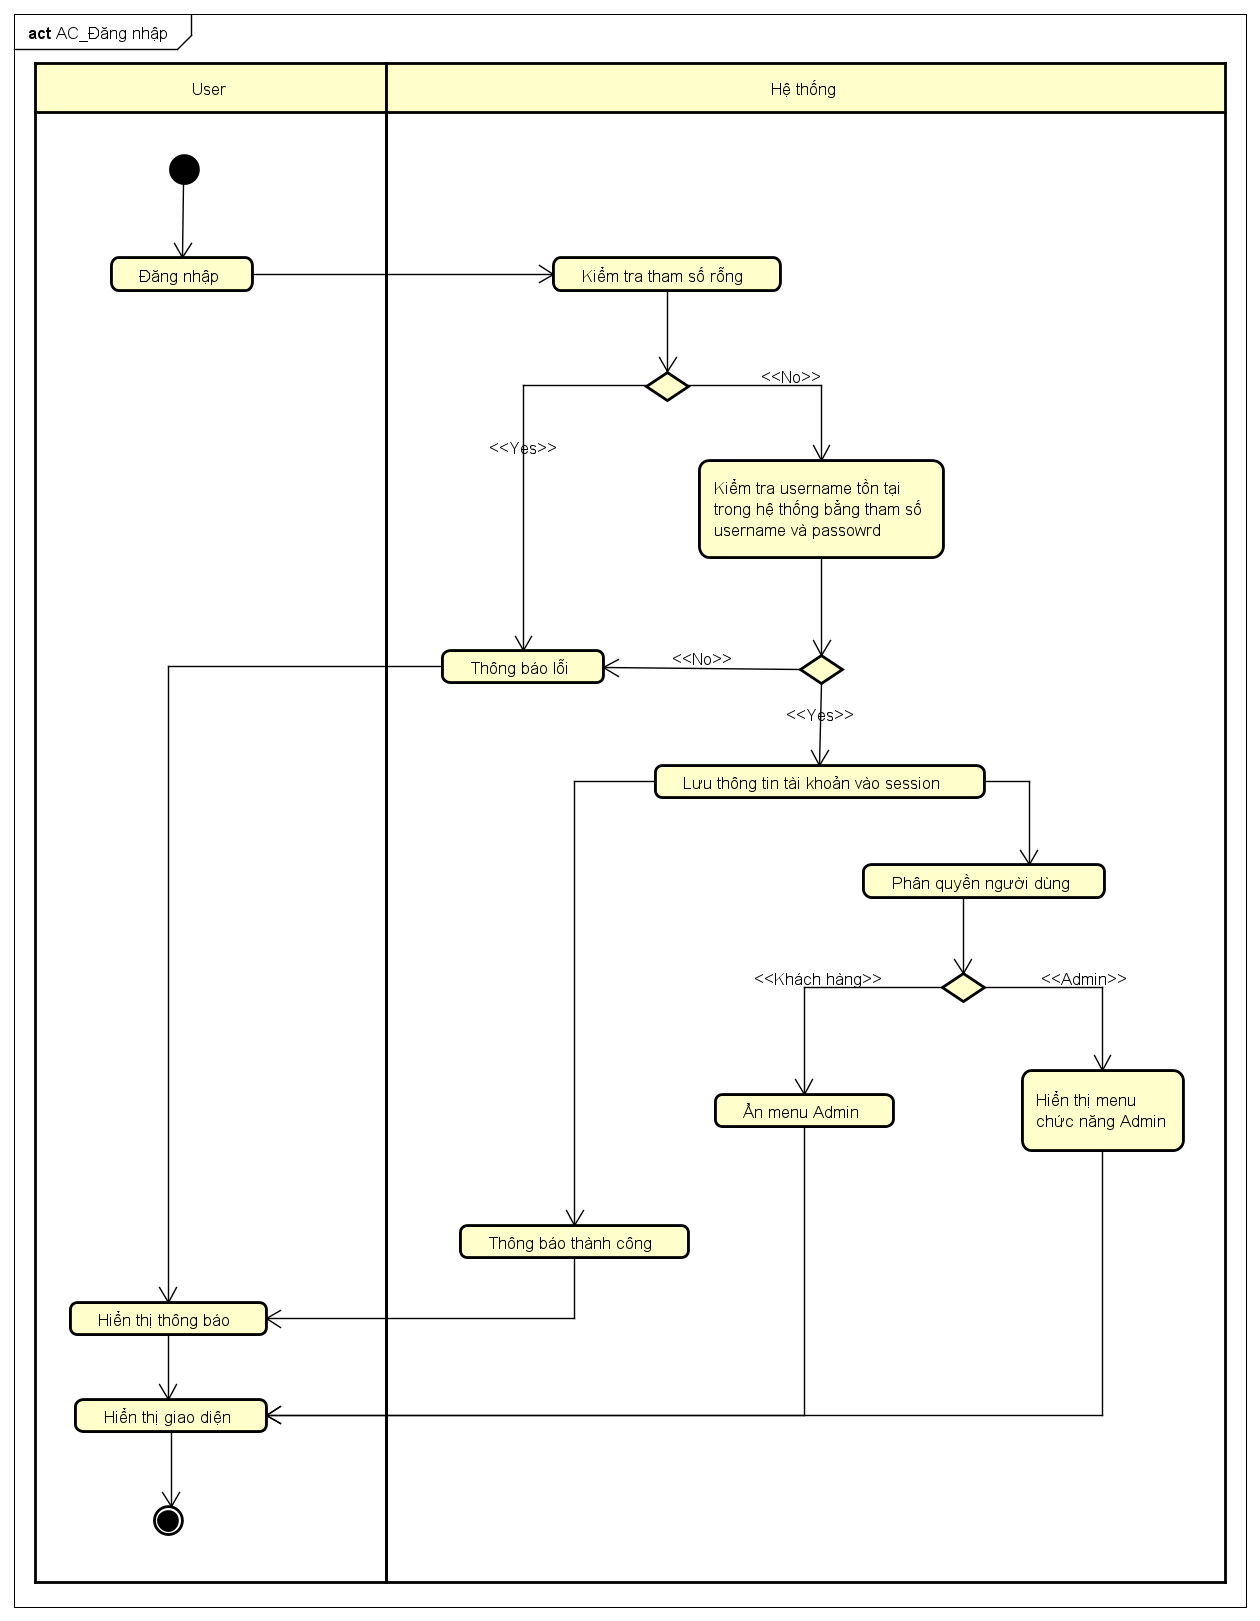 act AC_Đăng nhập
User
Hệ thống
Đăng nhập
Kiểm tra tham số rỗng
<<No>>
<<Yes>>
Kiểm tra username tồn tại
trong hệ thống bằng tham số
username và passowrd
Thông báo lỗi
<<No>>
<<Yes>>
Lưu thông tin tài khoản vào session
Phân quyền người dùng
<<Khách hàng>>
<<Admin>>
Ẩn menu Admin
Hiển thị menu
chức năng Admin
Thông báo thành công
Hiển thị thông báo
Hiển thị giao diện